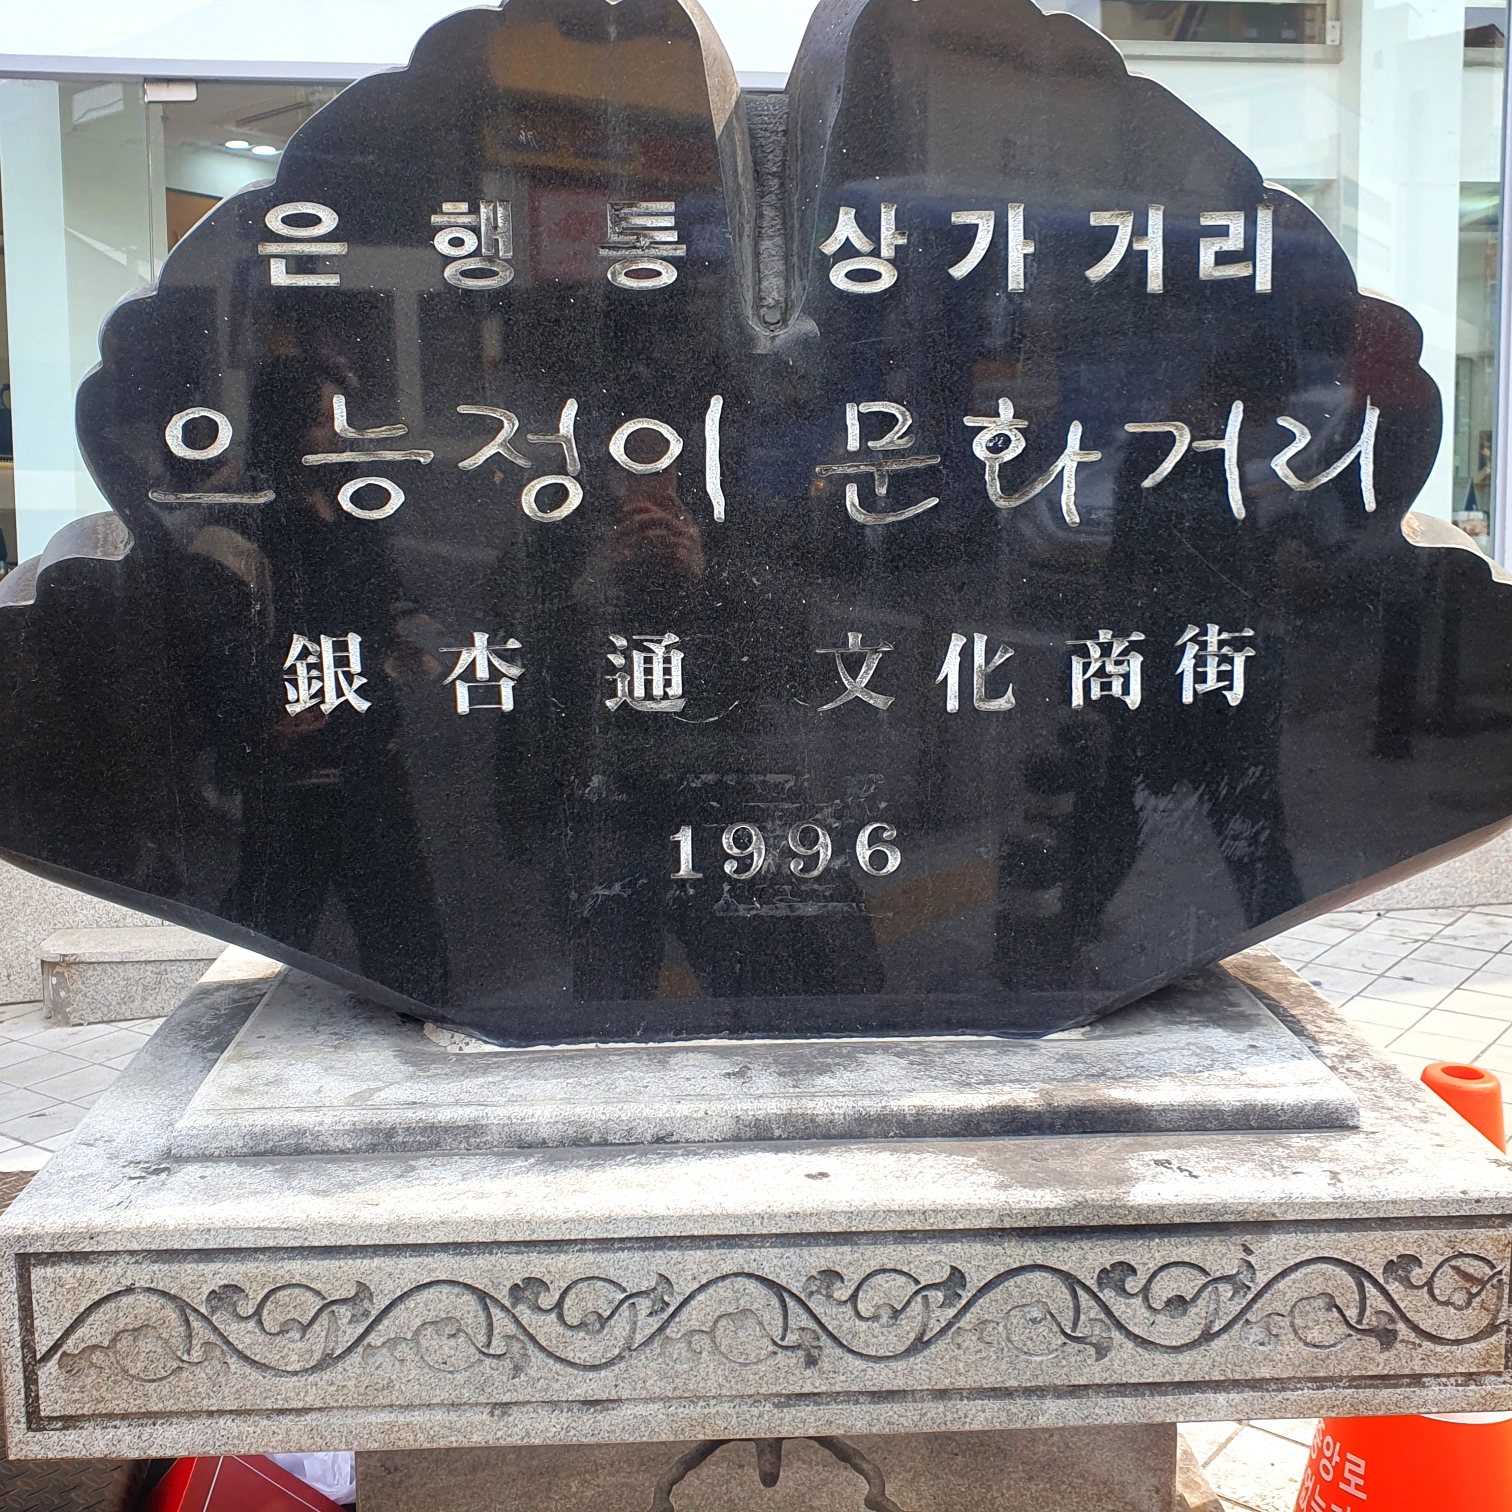 은행통 상가거리
으능정이 문화거리
銀杏通 文化商街
1996